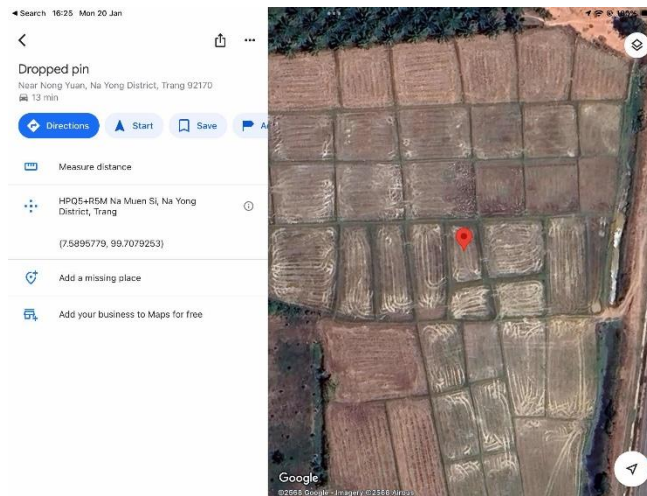 Search 16:25 Mon 20 Jan
Dropped pin
Near Nong Yuan, Na Yong District, Trang 92170
13 min
Directions
Start
Save
Measure distance
HPQ5+R5M Na Muen Si, Na Yong
District, Trang
(7.5895779, 99.7079253)
Add a missing place
Add your business to Maps for free
Google
©2568 Google - Imagery ©2568 Airbus